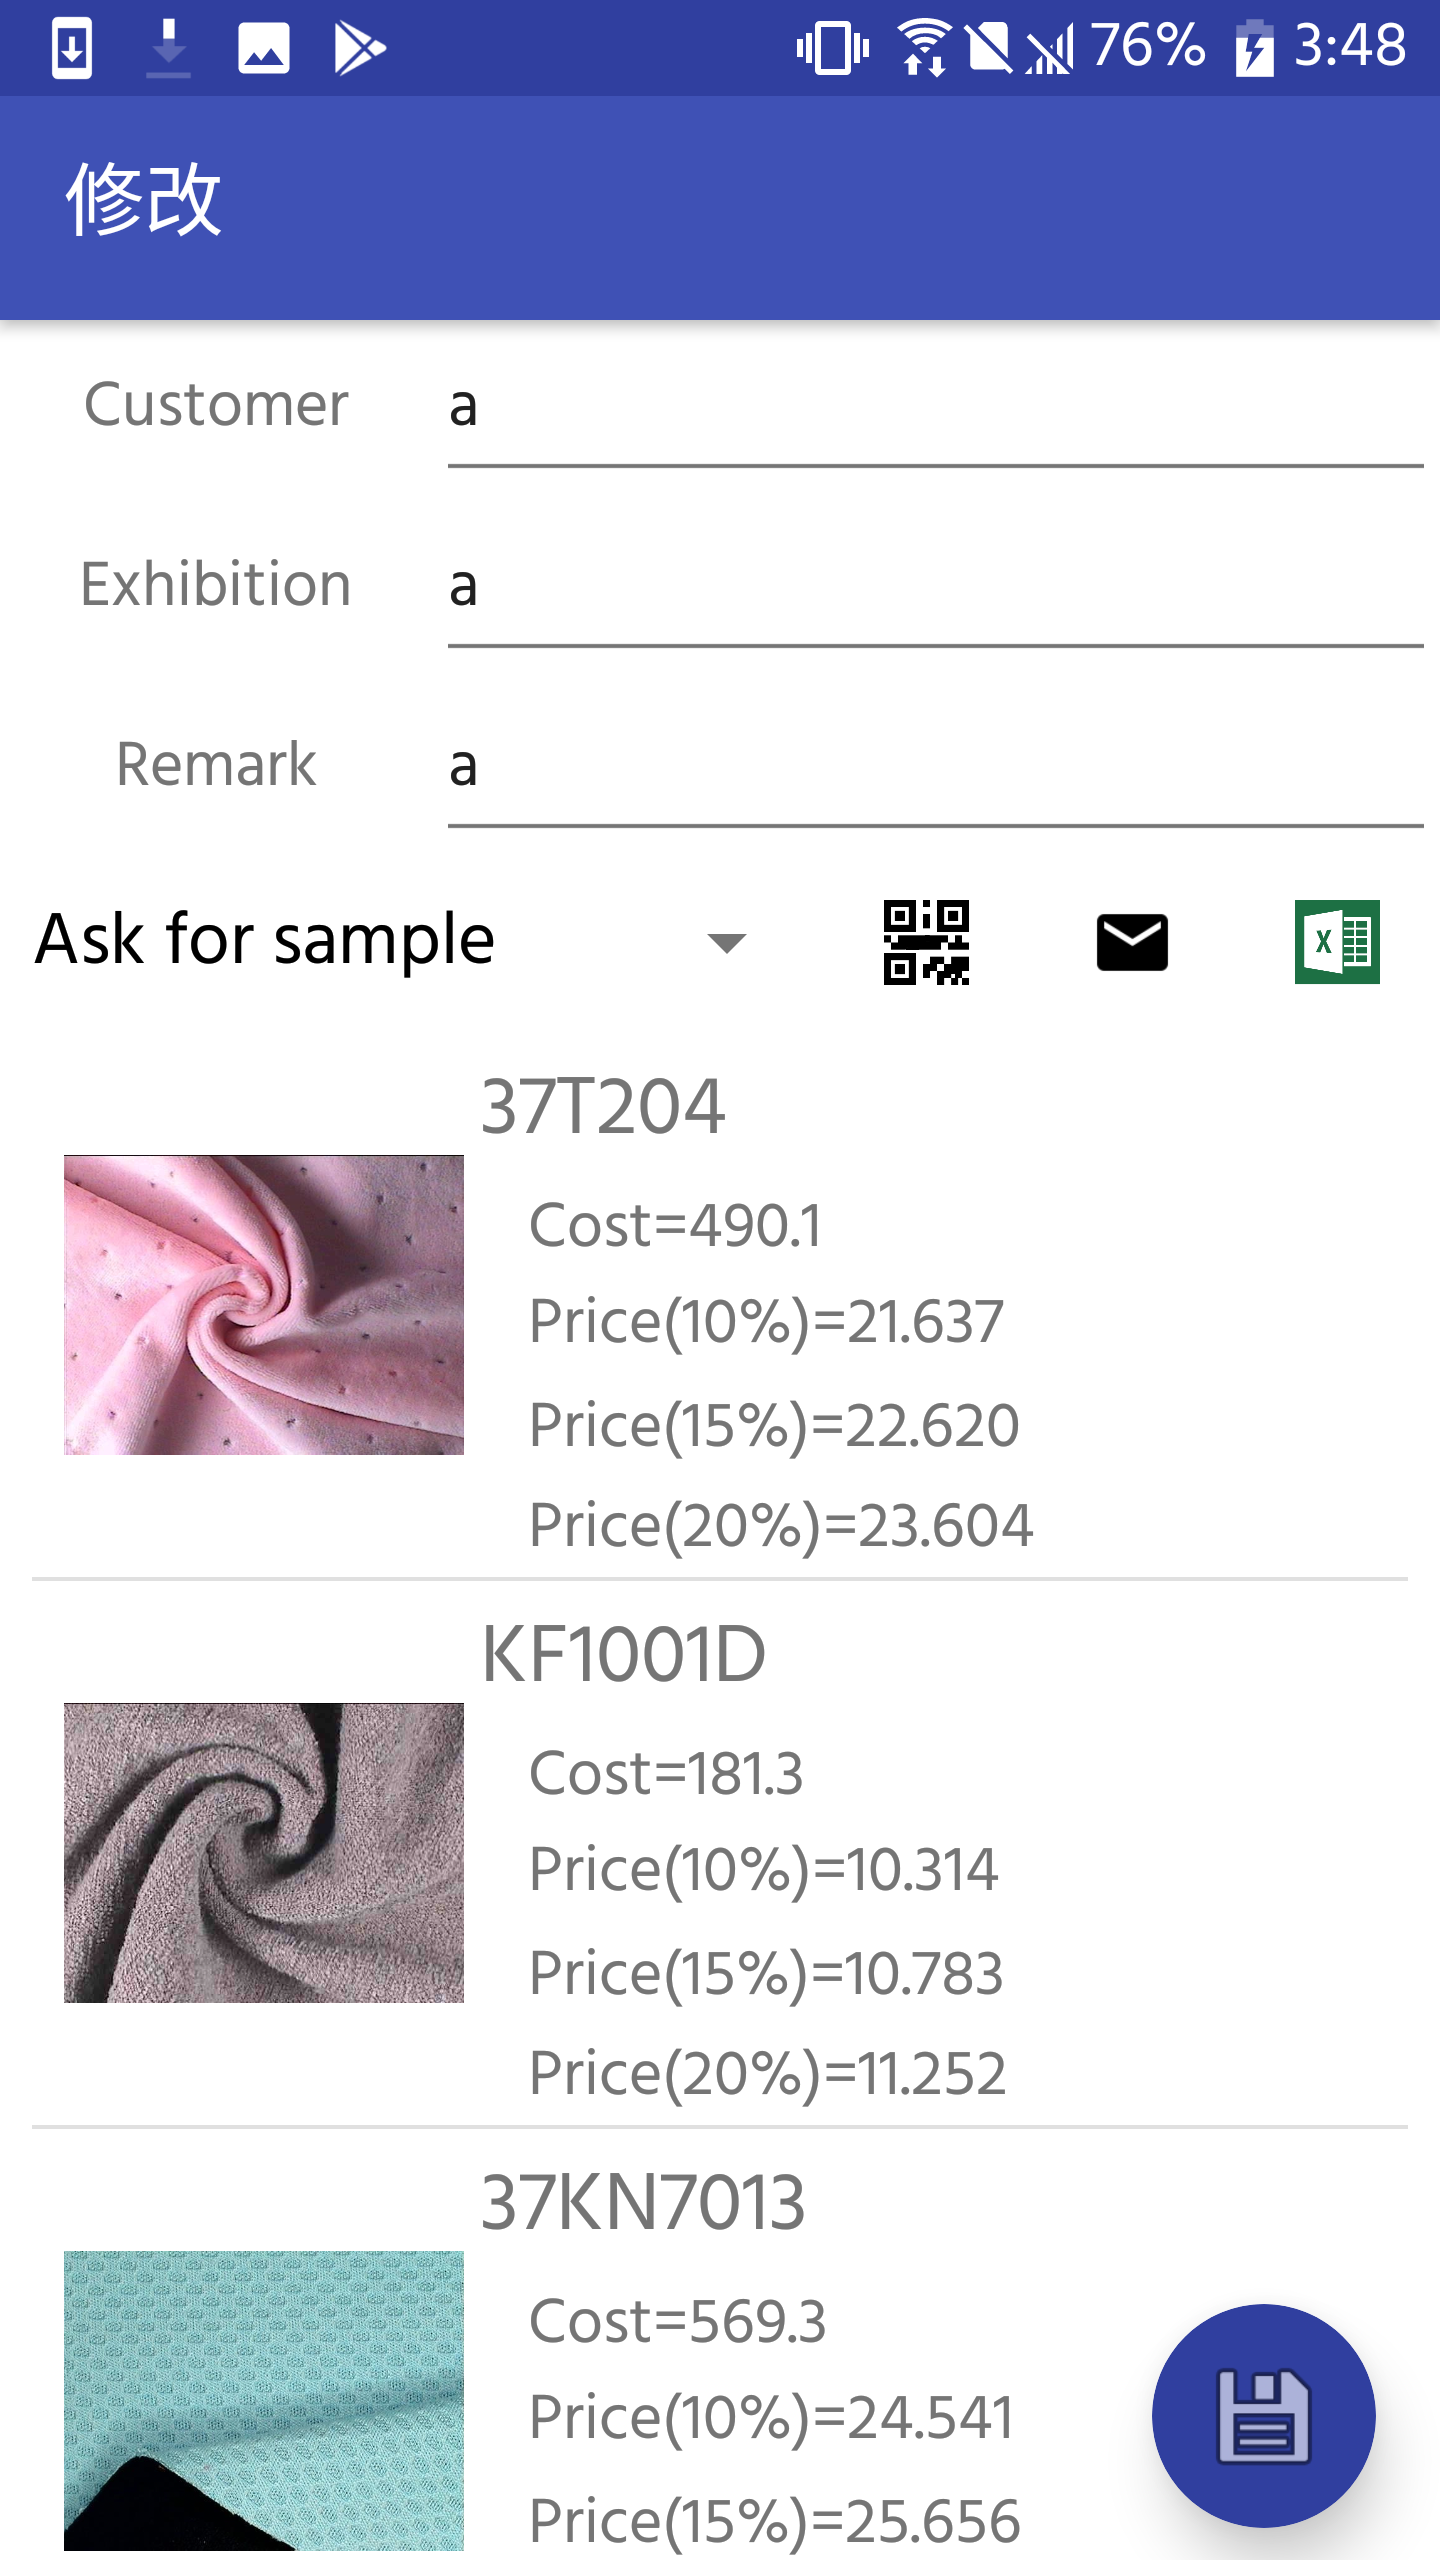 76% 3:48
修改
Customer a
Exhibition a
Remark a
Ask for sample
X
37T204
Cost=490.1
Price(10%)=21.637
Price(15%)=22.620
Price(20%)=23.604
KF1001D
Cost=181.3
Price(10%)=10.314
Price(15%)=10.783
Price(20%)=11.252
37KN7013
Cost=569.3
Price(10%)=24.541
Price(15%)=25.656